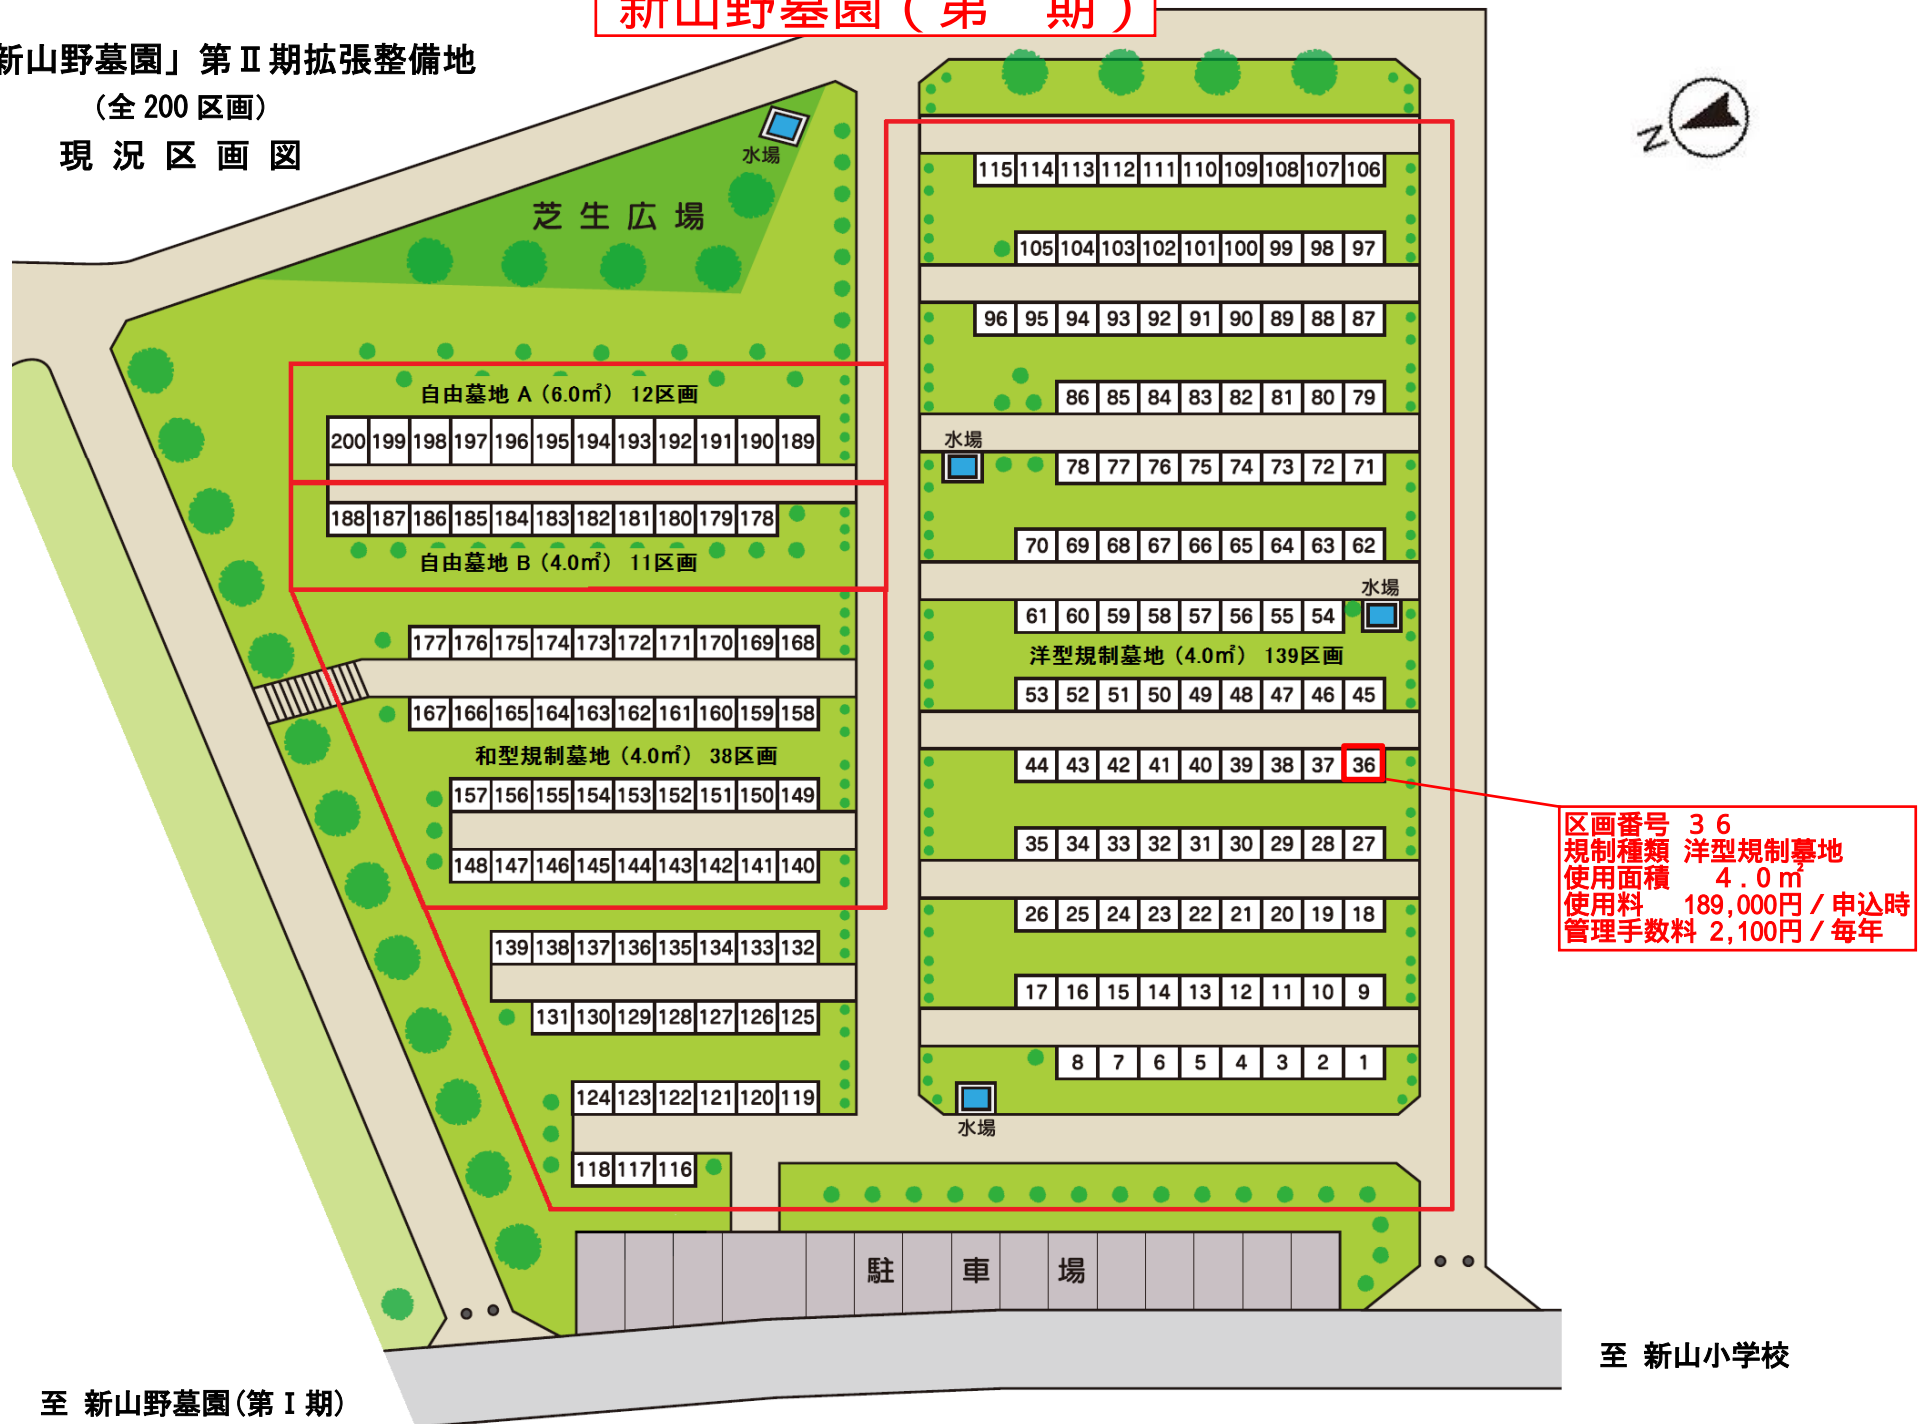 新山野墓園（第　期）
新山野墓園」第Ⅱ期拡張整備地
（全 200 区画）
現 況 区 画 図
N
水場
芝 生 広 場
115 114 113 112 111 110 109 108 107 106
105 104 103 102 101 100 99 98 97
96 95 94 93 92 91 90 89 88 87
自由墓地 A（6.0㎡） 12区画
86 85 84 83 82 81 80 79
200 199 198 197 196 195 194 193 192 191 190 189
水場
78 77 76 75 74 73 72 71
188 187 186 185 184 183 182 181 180 179 178
自由墓地 B（4.0㎡） 11区画
70 69 68 67 66 65 64 63 62
水場
61 60 59 58 57 56 55 54
177 176 175 174 173 172 171 170 169 168
洋型規制墓地（4.0㎡） 139区画
53 52 51 50 49 48 47 46 45
167 166 165 164 163 162 161 160 159 158
和型規制墓地（4.0㎡） 38区画
44 43 42 41 40 39 38 37 36
157 156 155 154 153 152 151 150 149
区画番号 ３６
規制種類 洋型規制墓地
使用面積 ４．０㎡
使用料 189,000円／申込時
管理手数料 2,100円／毎年
35 34 33 32 31 30 29 28 27
148 147 146 145 144 143 142 141 140
26 25 24 23 22 21 20 19 18
139 138 137 136 135 134 133 132
17 16 15 14 13 12 11 10 9
131 130 129 128 127 126 125
8 7 6 5 4 3 2 1
124 123 122 121 120 119
水場
118 117 116
駐 車 場
至 新山小学校
至 新山野墓園（第Ⅰ期）